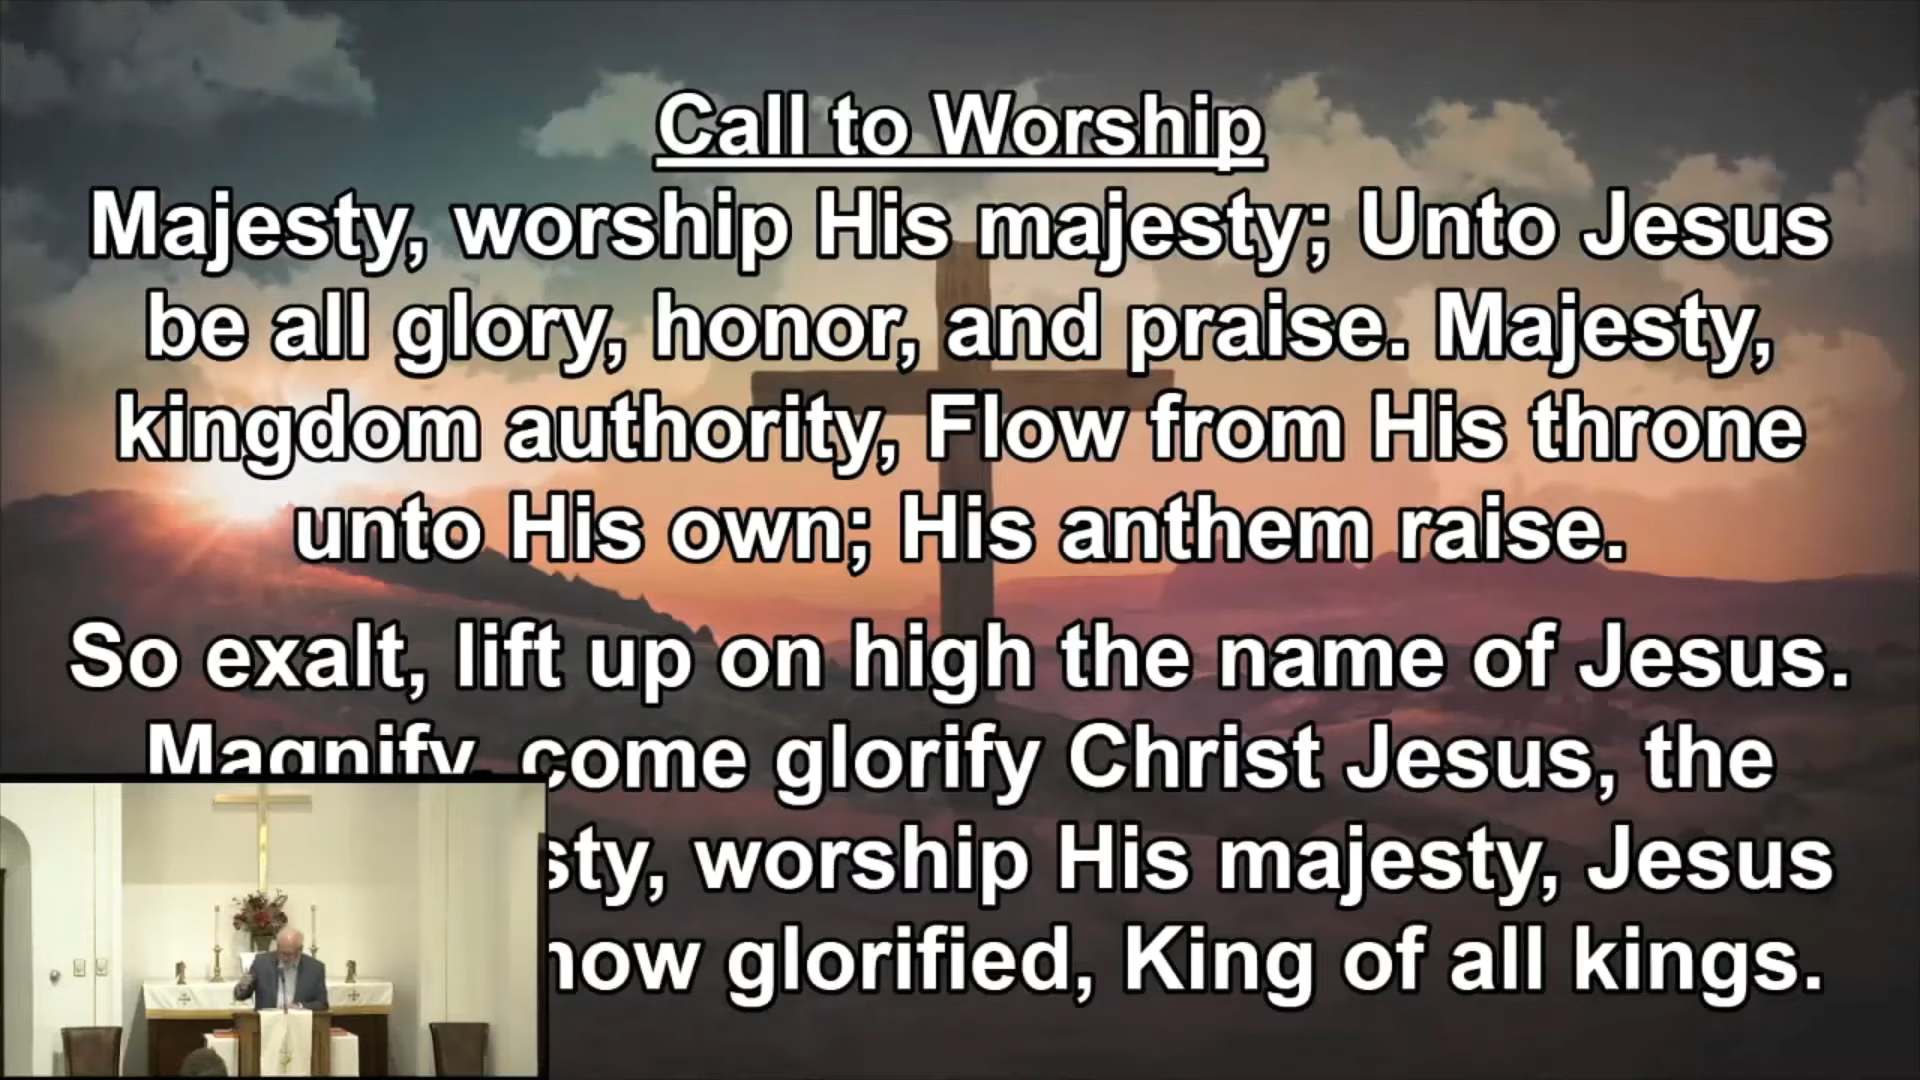 Call to Worship
Majesty, worship His majesty; Unto Jesus
be all glory, honor, and praise. Majesty,
kingdom authority, Flow from His throne
unto His own; His anthem raise.
So exalt, lift up on high the name of Jesus.
Magnify, come glorify Christ Jesus, the
sty, worship His majesty, Jesus
now glorified, King of all kings.